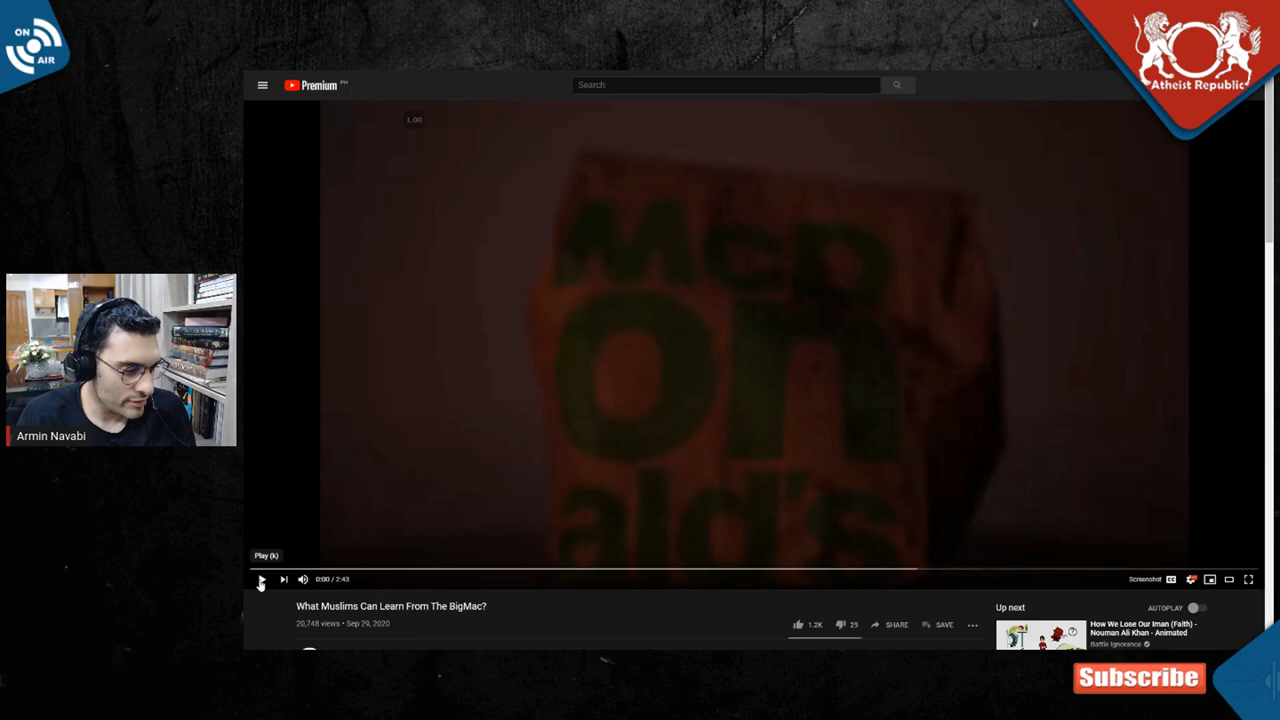 ON
AIR
Premium PH
Search
Atheist Republic
1.00
McD
on
ald's
Armin Navabi
Play (k)
0:00 / 2:43
Screenshot
CC
What Muslims Can Learn From The BigMac?
20,748 views • Sep 29, 2020
1.2K
29
SHARE
SAVE
Up next
AUTOPLAY
How We Lose Our Iman (Faith) -
Nouman Ali Khan - Animated
Battle Ignorance
Subscribe